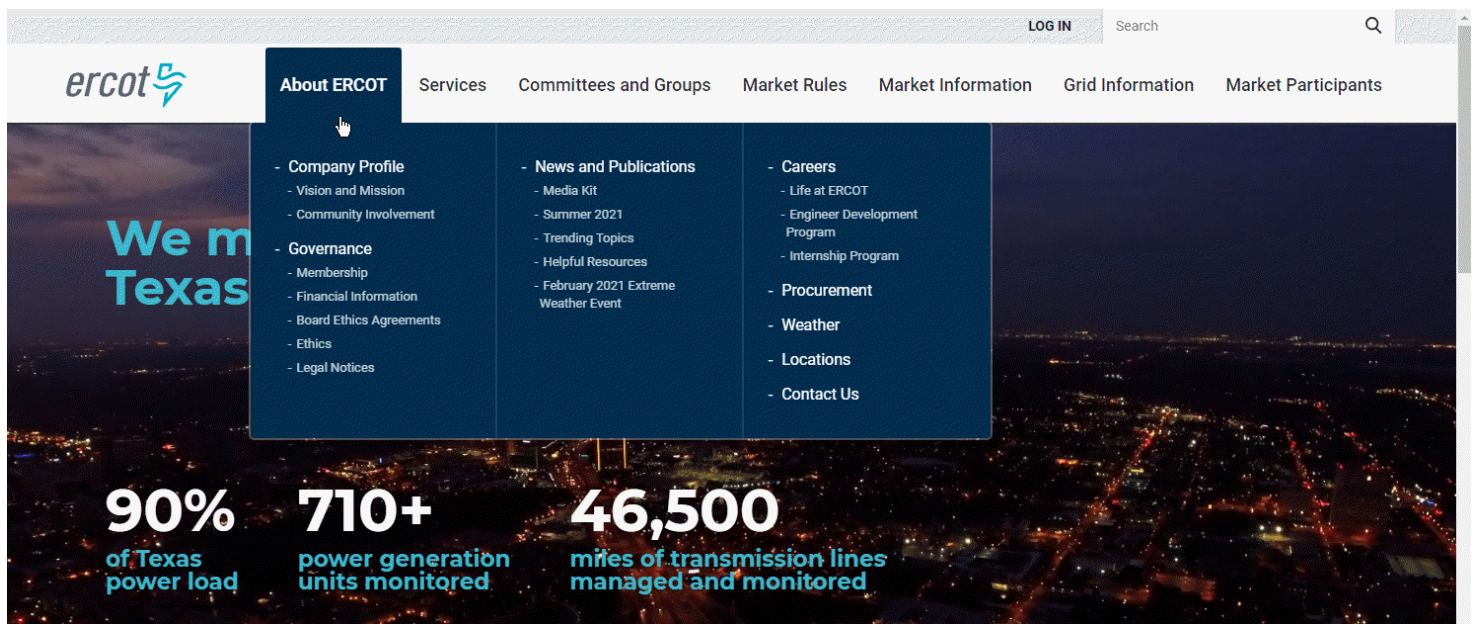 LOG IN
Search
ercot
About ERCOT
Services
Committees and Groups
Market Rules
Market Information
Grid Information
Market Participants
- Company Profile
- Vision and Mission
- Community Involvement
- Governance
- Membership
- Financial Information
- Board Ethics Agreements
- Ethics
- Legal Notices
- News and Publications
- Media Kit
- Summer 2021
- Trending Topics
- Helpful Resources
- February 2021 Extreme
Weather Event
- Careers
- Life at ERCOT
- Engineer Development
Program
- Internship Program
- Procurement
- Weather
- Locations
- Contact Us
We
Texas
90%
of Texas
power load
710+
power generation
units monitored
46,500
miles of transmission lines
managed and monitored